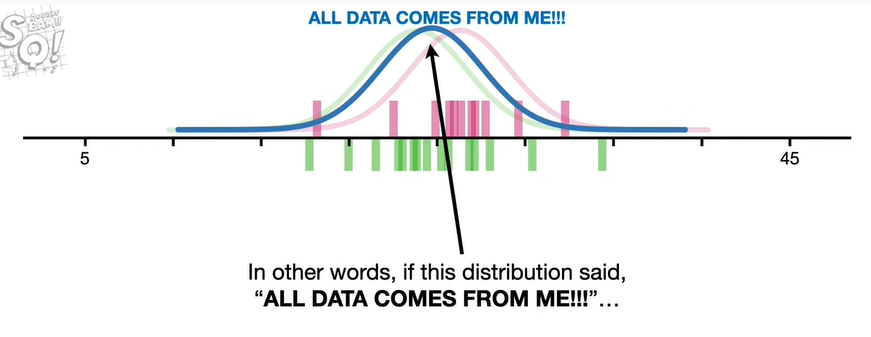 ALL DATA COMES FROM ME!!!
5
45
In other words, if this distribution said,
“ALL DATA COMES FROM ME!!!”…